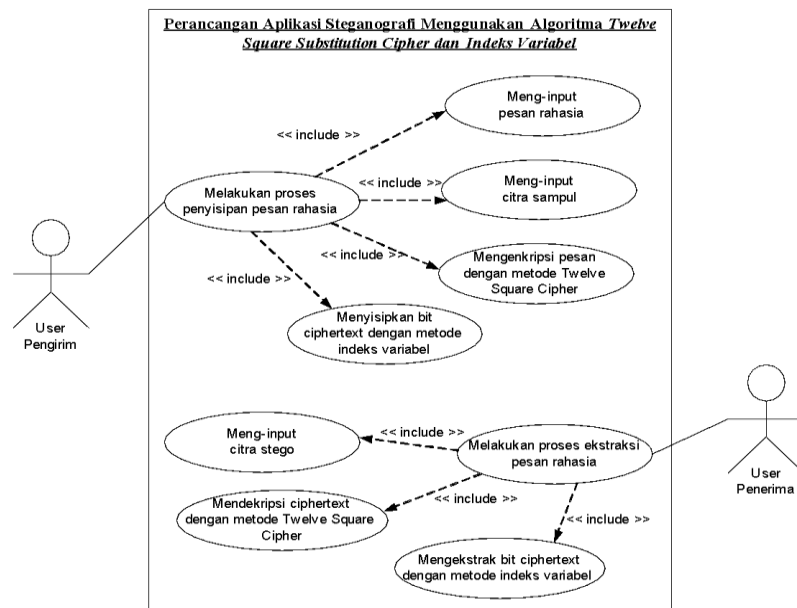 Perancangan Aplikasi Steganografi Menggunakan Algoritma Twelve
Square Substitution Cipher dan Indeks Variabel
Meng-input
pesan rahasia
<< include >>
Meng-input
citra sampul
<< include >>
Melakukan proses
penyisipan pesan rahasia
<< include >>
Mengenkripsi pesan
dengan metode Twelve
Square Cipher
<< include >>
Menyisipkan bit
ciphertext dengan metode
indeks variabel
User
Pengirim
Meng-input
citra stego
<< include >>
Melakukan proses ekstraksi
pesan rahasia
User
Penerima
Mendekripsi ciphertext
dengan metode Twelve Square
Cipher
<< include >>
<< include >>
Mengekstrak bit ciphertext
dengan metode indeks variabel